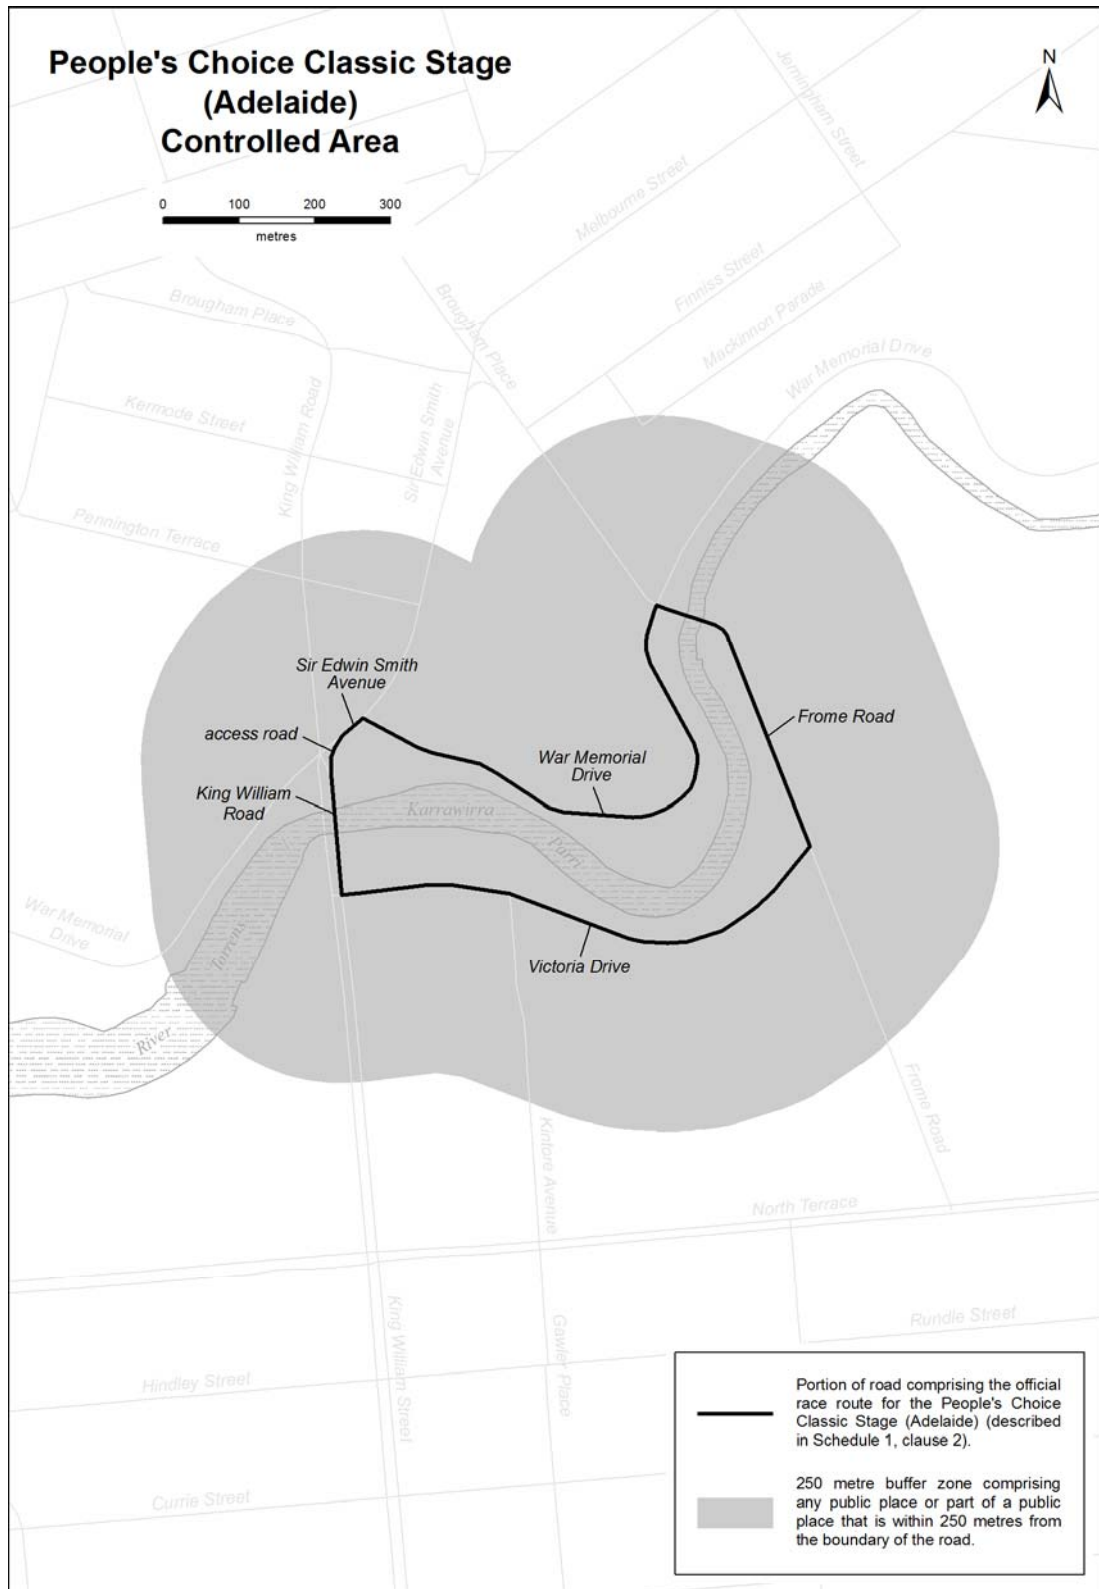 People's Choice Classic Stage
(Adelaide)
Controlled Area
N
0 100 200 300
metres
Jerningham Street
Melbourne Street
Finniss Street
Mackinnon Parade
Brougham Place
Brougham Place
War Memorial Drive
Kermode Street
King William Road
Sir Edwin Smith
Avenue
Pennington Terrace
Sir Edwin Smith
Avenue
access road
King William
Road
War Memorial
Drive
Frome Road
Karrawirra
Parri
War Memorial
Drive
Torrens
River
Victoria Drive
Frome Road
Kintore Avenue
North Terrace
King William Street
Gawler Place
Rundle Street
Hindley Street
Currie Street
Portion of road comprising the official
race route for the People's Choice
Classic Stage (Adelaide) (described
in Schedule 1, clause 2).
250 metre buffer zone comprising
any public place or part of a public
place that is within 250 metres from
the boundary of the road.